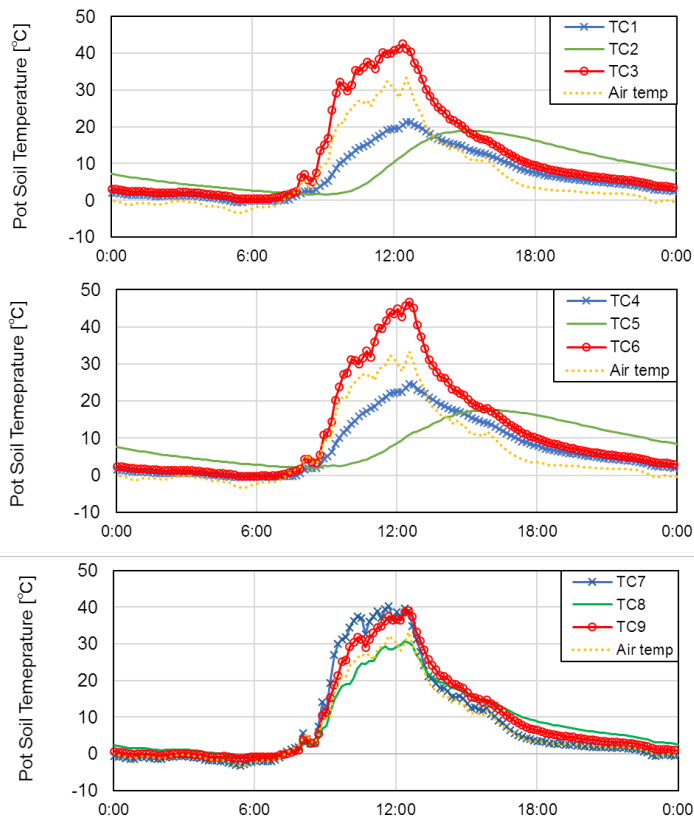 Pot Soil Temperature [℃]
50
40
30
20
10
0
-10
0:00 6:00 12:00 18:00 0:00
TC1
TC2
TC3
Air temp
Pot Soil Temeprature [℃]
50
40
30
20
10
0
-10
0:00 6:00 12:00 18:00 0:00
TC4
TC5
TC6
Air temp
Pot Soil Temeprature [℃]
50
40
30
20
10
0
-10
0:00 6:00 12:00 18:00 0:00
TC7
TC8
TC9
Air temp